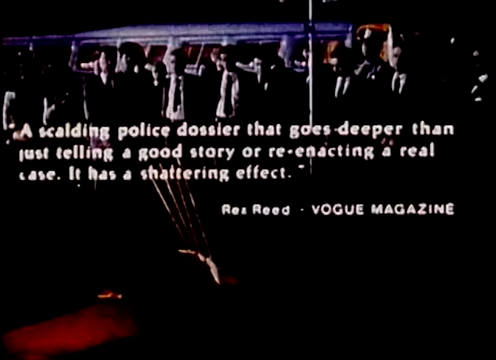 "A scalding police dossier that goes deeper than
just telling a good story or re-enacting a real
case. It has a shattering effect."
Rex Reed - VOGUE MAGAZINE